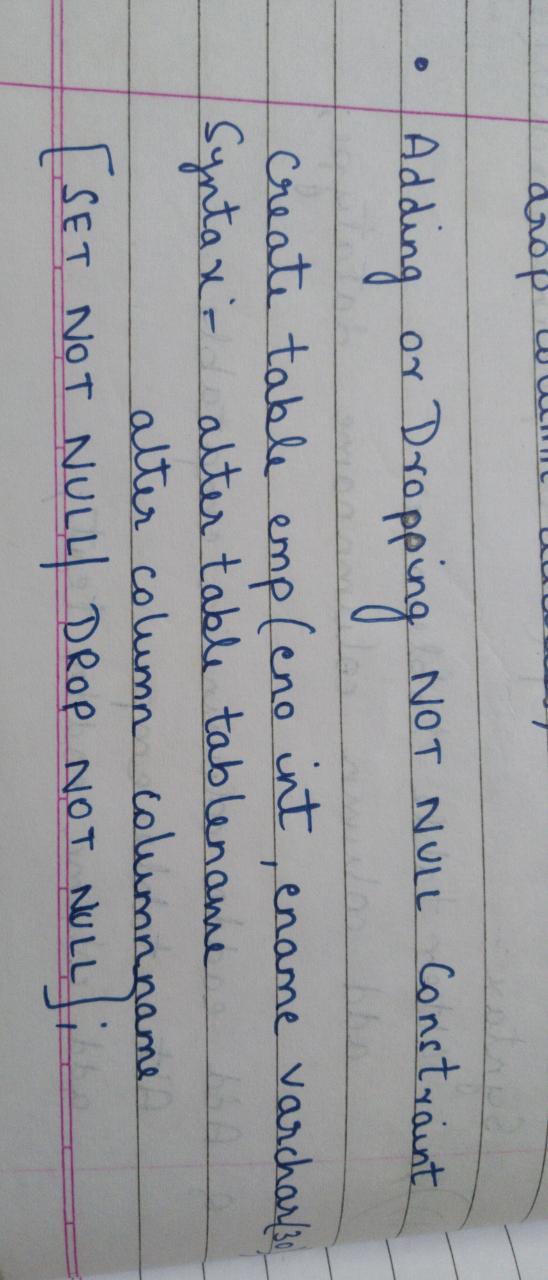 drop column
• Adding or Dropping NOT NULL Constraint
Create table emp(eno int, ename varchar(30)
Syntax:- alter table tablename
alter column columnname
[SET NOT NULL| DROP NOT NULL];